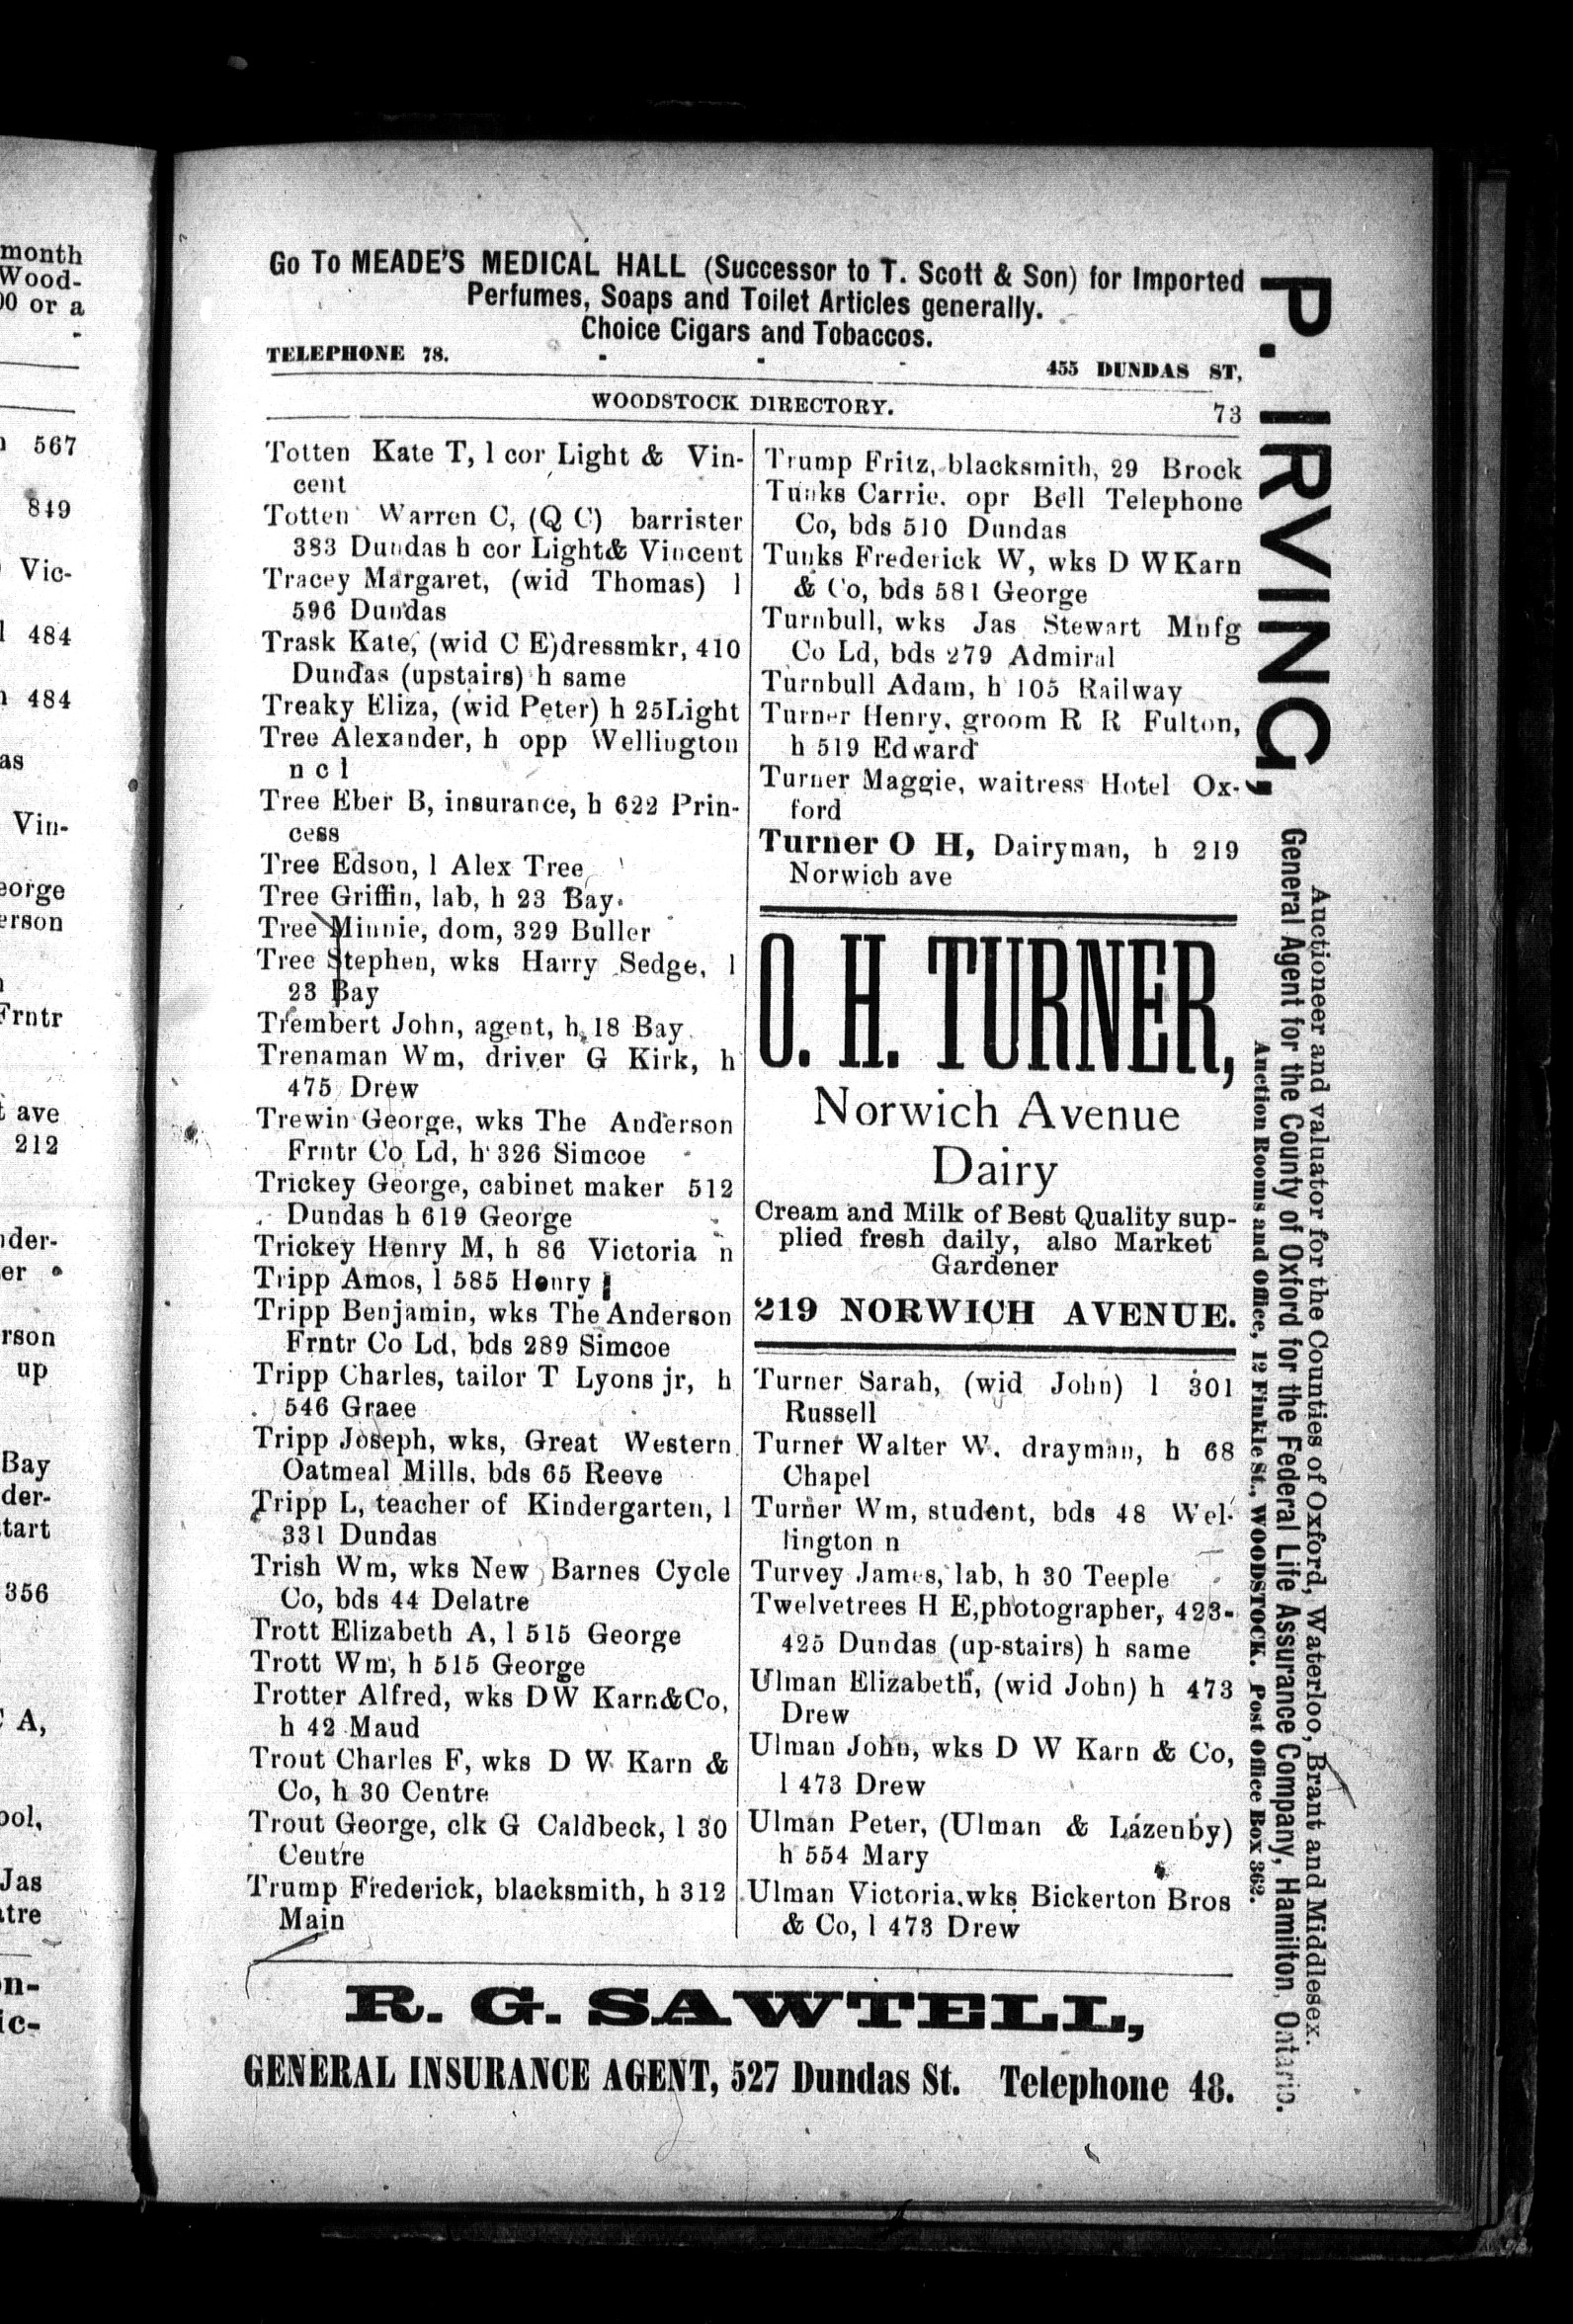 month
Wood-
00 or a
567
849
Vic-
484
484
as
Vin-
eorge
erson
Frntr
ave
212
nder-
er
rson
up
Bay
der-
tart
356
A,
ool,
Jas
tre
on-
ic-
Go To MEADE'S MEDICAL HALL (Successor to T. Scott & Son) for Imported
Perfumes, Soaps and Toilet Articles generally.
Choice Cigars and Tobaccos.
TELEPHONE 78. - - - 455 DUNDAS ST,
WOODSTOCK DIRECTORY. 73
Totten Kate T, l cor Light & Vin-
cent
Totten Warren C, (Q C) barrister
383 Dundas h cor Light& Vincent
Tracey Margaret, (wid Thomas) l
596 Dundas
Trask Kate, (wid C E)dressmkr, 410
Dundas (upstairs) h same
Treaky Eliza, (wid Peter) h 25Light
Tree Alexander, h opp Wellington
n c l
Tree Eber B, insurance, h 622 Prin-
cess
Tree Edson, l Alex Tree
Tree Griffin, lab, h 23 Bay.
Tree Minnie, dom, 329 Buller
Tree Stephen, wks Harry Sedge, l
23 Bay
Trembert John, agent, h, 18 Bay
Trenaman Wm, driver G Kirk, h
475 Drew
Trewin George, wks The Anderson
Frntr Co Ld, h 326 Simcoe
Trickey George, cabinet maker 512
Dundas h 619 George
Trickey Henry M, h 86 Victoria n
Tripp Amos, l 585 Henry
Tripp Benjamin, wks The Anderson
Frntr Co Ld, bds 289 Simcoe
Tripp Charles, tailor T Lyons jr, h
546 Graee
Tripp Joseph, wks, Great Western
Oatmeal Mills, bds 65 Reeve
Tripp L, teacher of Kindergarten, l
331 Dundas
Trish Wm, wks New Barnes Cycle
Co, bds 44 Delatre
Trott Elizabeth A, l 515 George
Trott Wm, h 515 George
Trotter Alfred, wks D W Karn&Co,
h 42 Maud
Trout Charles F, wks D W Karn &
Co, h 30 Centre
Trout George, clk G Caldbeck, l 30
Centre
Trump Frederick, blacksmith, h 312
Main
Trump Fritz, blacksmith, 29 Brock
Tunks Carrie. opr Bell Telephone
Co, bds 510 Dundas
Tunks Frederick W, wks D W Karn
& Co, bds 581 George
Turnbull, wks Jas Stewart Mnfg
Co Ld, bds 279 Admiral
Turnbull Adam, h 105 Railway
Turner Henry, groom R R Fulton,
h 519 Edward
Turner Maggie, waitress Hotel Ox-
ford
Turner O H, Dairyman, h 219
Norwich ave
O. H. TURNER,
Norwich Avenue
Dairy
Cream and Milk of Best Quality sup-
plied fresh daily, also Market
Gardener
219 NORWICH AVENUE.
Turner Sarah, (wid John) l 301
Russell
Turner Walter W. drayman, h 68
Chapel
Turner Wm, student, bds 48 Wel-
lington n
Turvey James, lab, h 30 Teeple
Twelvetrees H E,photographer, 423-
425 Dundas (up-stairs) h same
Ulman Elizabeth, (wid John) h 473
Drew
Ulman John, wks D W Karn & Co,
l 473 Drew
Ulman Peter, (Ulman & Lazenby)
h 554 Mary
Ulman Victoria.wks Bickerton Bros
& Co, l 473 Drew
R. G. SAWTELL,
GENERAL INSURANCE AGENT, 527 Dundas St. Telephone 48.
P. IRVING,
Auctioneer and valuator for the Counties of Oxford, Waterloo, Brant and Middlesex.
General Agent for the County of Oxford for the Federal Life Assurance Company, Hamilton, Ontario.
Auction Rooms and Office, 12 Finkle St., WOODSTOCK. Post Office Box 362.